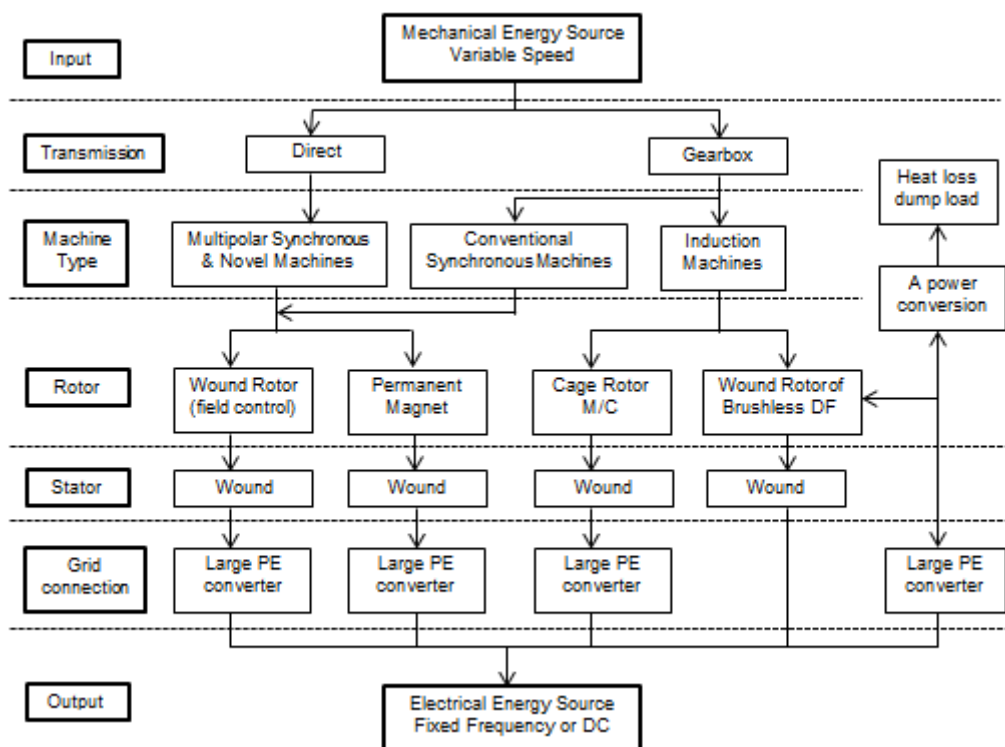 Input
Mechanical Energy Source
Variable Speed
Transmission
Direct
Gearbox
Heat loss
dump load
Machine
Type
Multipolar Synchronous
& Novel Machines
Conventional
Synchronous Machines
Induction
Machines
A power
conversion
Rotor
Wound Rotor
(field control)
Permanent
Magnet
Cage Rotor
M/C
Wound Rotor of
Brushless DF
Stator
Wound
Wound
Wound
Wound
Grid
connection
Large PE
converter
Large PE
converter
Large PE
converter
Large PE
converter
Output
Electrical Energy Source
Fixed Frequency or DC